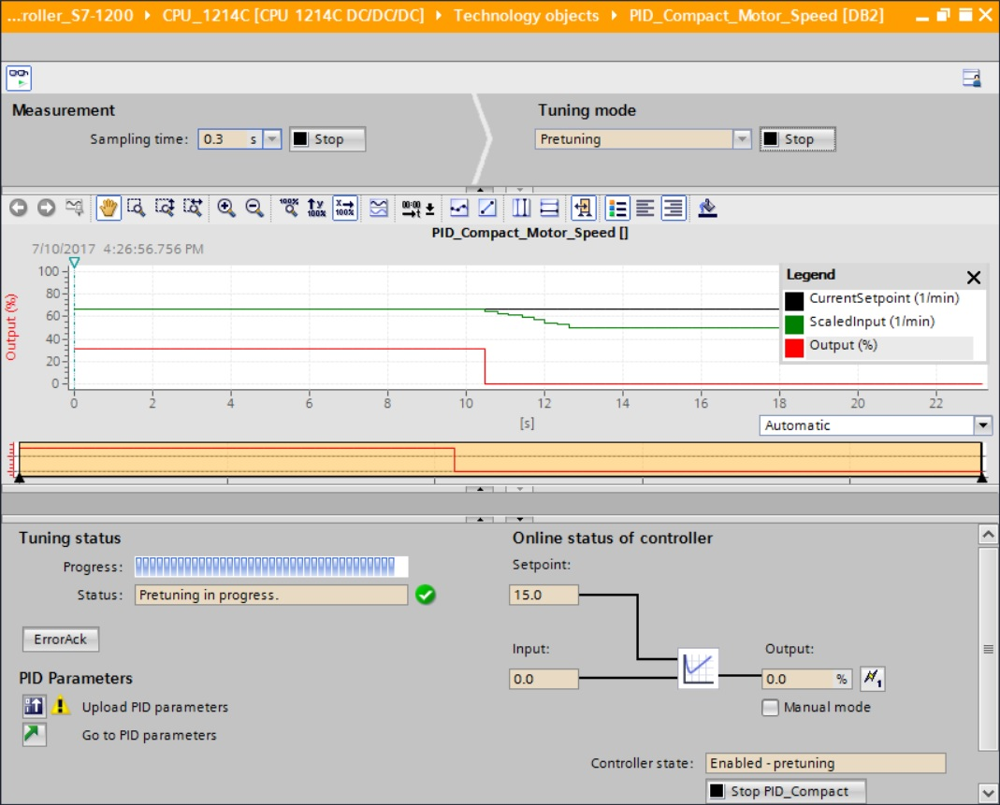 ...roller_S7-1200 ▸ CPU_1214C [CPU 1214C DC/DC/DC] ▸ Technology objects ▸ PID_Compact_Motor_Speed [DB2]
Measurement
Sampling time: 0.3 s Stop
Tuning mode
Pretuning Stop
PID_Compact_Motor_Speed []
7/10/2017 4:26:56.756 PM
Output (%)
100
80
60
40
20
0
0 2 4 6 8 10 12 14 16 18 20 22
[s]
Legend
CurrentSetpoint (1/min)
ScaledInput (1/min)
Output (%)
Automatic
Tuning status
Progress:
Status: Pretuning in progress.
ErrorAck
PID Parameters
Upload PID parameters
Go to PID parameters
Online status of controller
Setpoint:
15.0
Input:
0.0
Output:
0.0 %
Manual mode
Controller state: Enabled - pretuning
Stop PID_Compact